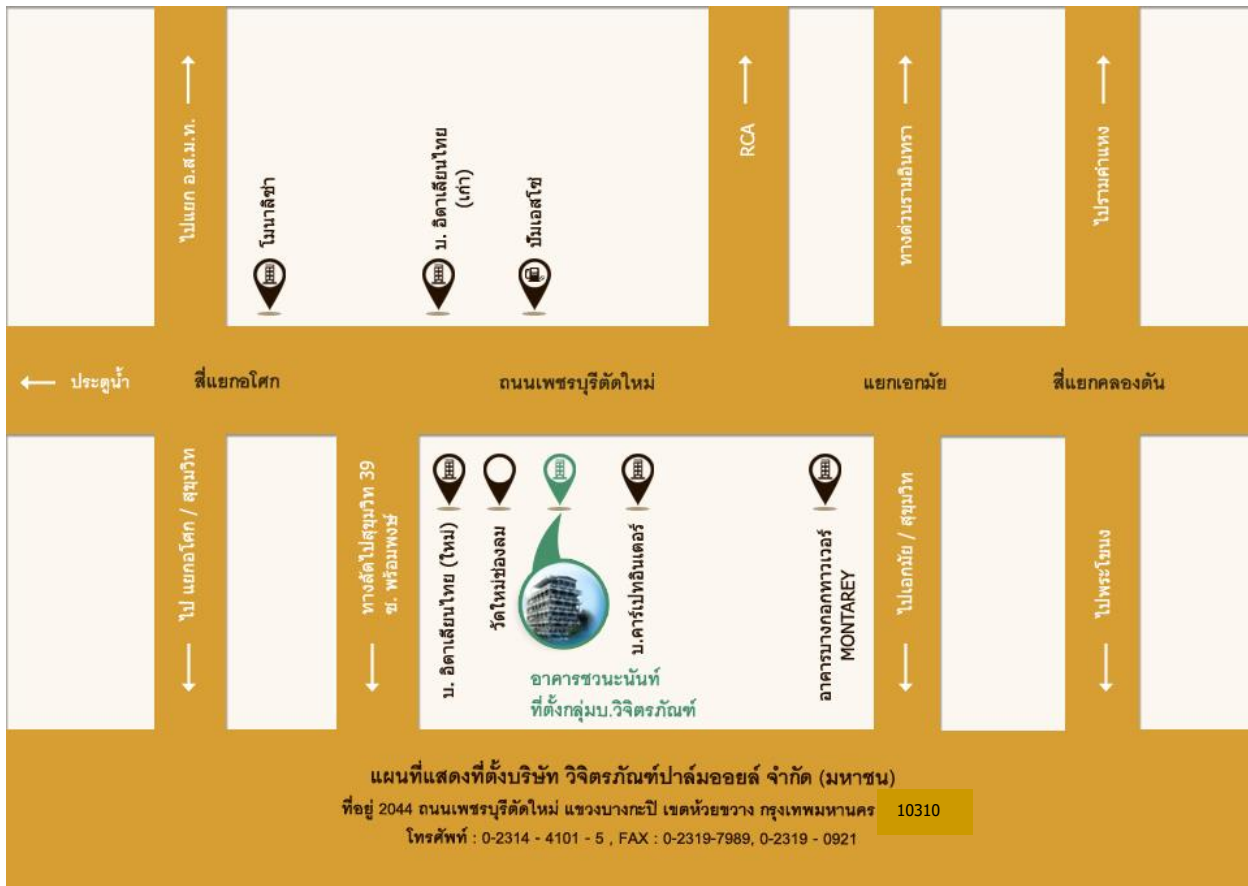 ไปแยก อ.ส.ม.ท.
โมนาลิซ่า
บ. อิตาเลียนไทย
(เก่า)
ปั๊มเอสโซ่
RCA
ทางด่วนรามอินทรา
ไปรามคำแหง
ประตูน้ำ
สี่แยกอโศก
ถนนเพชรบุรีตัดใหม่
แยกเอกมัย
สี่แยกคลองตัน
ไป แยกอโศก / สุขุมวิท
ทางลัดไปสุขุมวิท 39
ซ. พร้อมพงษ์
บ. อิตาเลียนไทย (ใหม่)
วัดใหม่ช่องลม
บ.คาร์เปทอินเตอร์
อาคารบางกอกทาวเวอร์
MONTAREY
ไปเอกมัย / สุขุมวิท
ไปพระโขนง
อาคารชวนะนันท์
ที่ตั้งกลุ่มบ.วิจิตรภัณฑ์
แผนที่แสดงที่ตั้งบริษัท วิจิตรภัณฑ์ปาล์มออยล์ จำกัด (มหาชน)
ที่อยู่ 2044 ถนนเพชรบุรีตัดใหม่ แขวงบางกะปิ เขตห้วยขวาง กรุงเทพมหานคร 10310
โทรศัพท์ : 0-2314 - 4101 - 5 , FAX : 0-2319-7989, 0-2319 - 0921